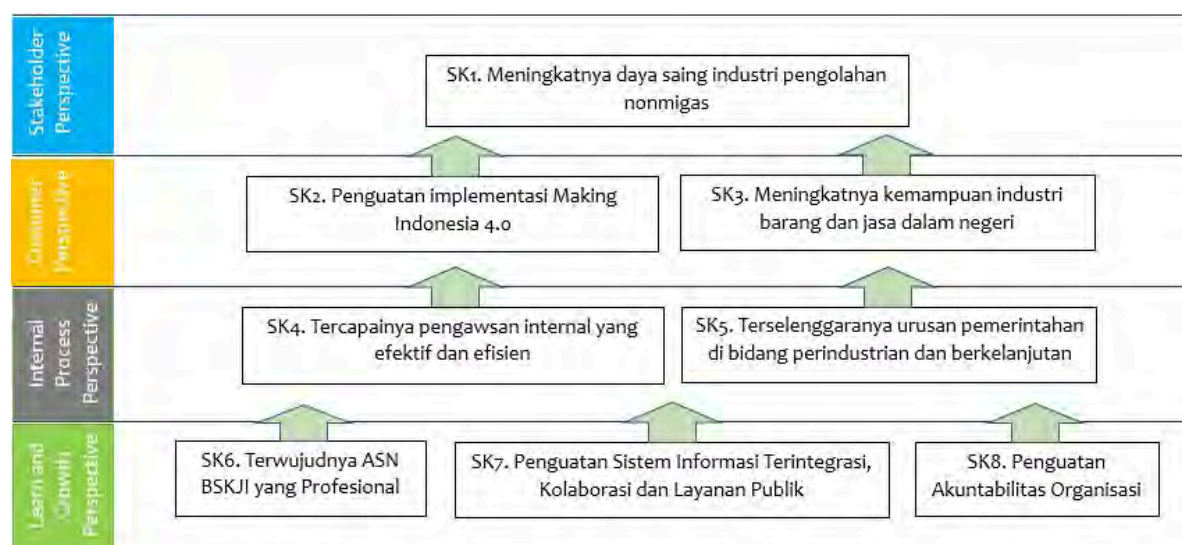 Stakeholder
Perspective
SK1. Meningkatnya daya saing industri pengolahan
nonmigas
Customer
Perspective
SK2. Penguatan implementasi Making
Indonesia 4.0
SK3. Meningkatnya kemampuan industri
barang dan jasa dalam negeri
Internal
Process
Perspective
SK4. Tercapainya pengawsan internal yang
efektif dan efisien
SK5. Terselenggaranya urusan pemerintahan
di bidang perindustrian dan berkelanjutan
Learn and
Growth
Perspective
SK6. Terwujudnya ASN
BSKJI yang Profesional
SK7. Penguatan Sistem Informasi Terintegrasi,
Kolaborasi dan Layanan Publik
SK8. Penguatan
Akuntabilitas Organisasi